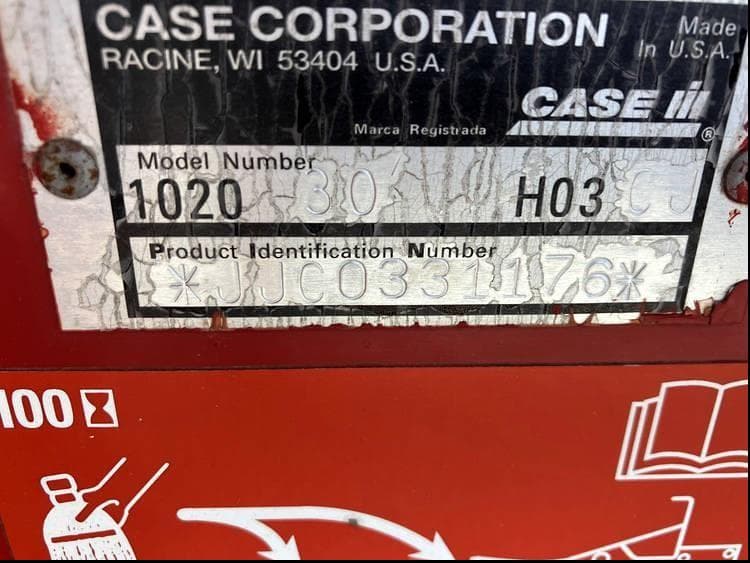 CASE CORPORATION
Made
In U.S.A.
RACINE, WI 53404 U.S.A.
CASE IH
Marca Registrada
®
Model Number
1020 30' H03 CJ
Product Identification Number
*JJC0331176*
100